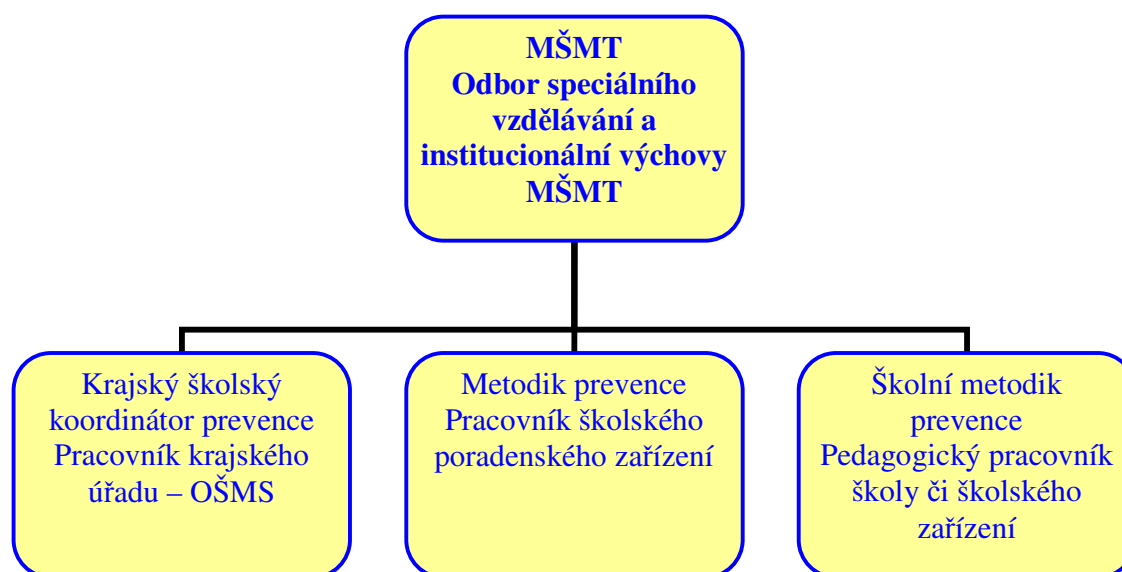 MŠMT
Odbor speciálního
vzdělávání a
institucionální výchovy
MŠMT
Krajský školský
koordinátor prevence
Pracovník krajského
úřadu – OŠMS
Metodik prevence
Pracovník školského
poradenského zařízení
Školní metodik
prevence
Pedagogický pracovník
školy či školského
zařízení